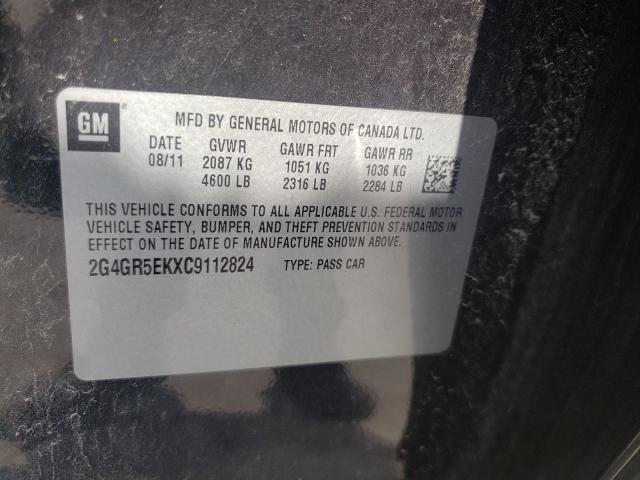 GM
MFD BY GENERAL MOTORS OF CANADA LTD.
DATE GVWR GAWR FRT GAWR RR
08/11 2087 KG 1051 KG 1036 KG
4600 LB 2316 LB 2284 LB
THIS VEHICLE CONFORMS TO ALL APPLICABLE U.S. FEDERAL MOTOR
VEHICLE SAFETY, BUMPER, AND THEFT PREVENTION STANDARDS IN
EFFECT ON THE DATE OF MANUFACTURE SHOWN ABOVE.
2G4GR5EKXC9112824 TYPE: PASS CAR